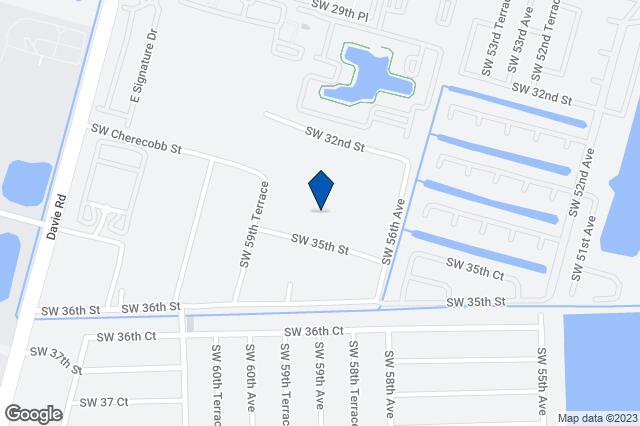 SW 29th Pl
SW 53rd Terrace
SW 53rd Ave
SW 52nd Terrace
E Signature Dr
SW 32nd St
SW Cherecobb St
SW 32nd St
SW 52nd Ave
Davie Rd
SW 59th Terrace
SW 56th Ave
SW 51st Ave
SW 35th St
SW 35th Ct
SW 36th St
SW 36th St
SW 35th St
SW 36th Ct
SW 36th Ct
SW 37th St
SW 60th Terrace
SW 60th Ave
SW 59th Terrace
SW 59th Ave
SW 58th Terrace
SW 58th Ave
SW 55th Ave
SW 37 Ct
Google
Map data ©2023